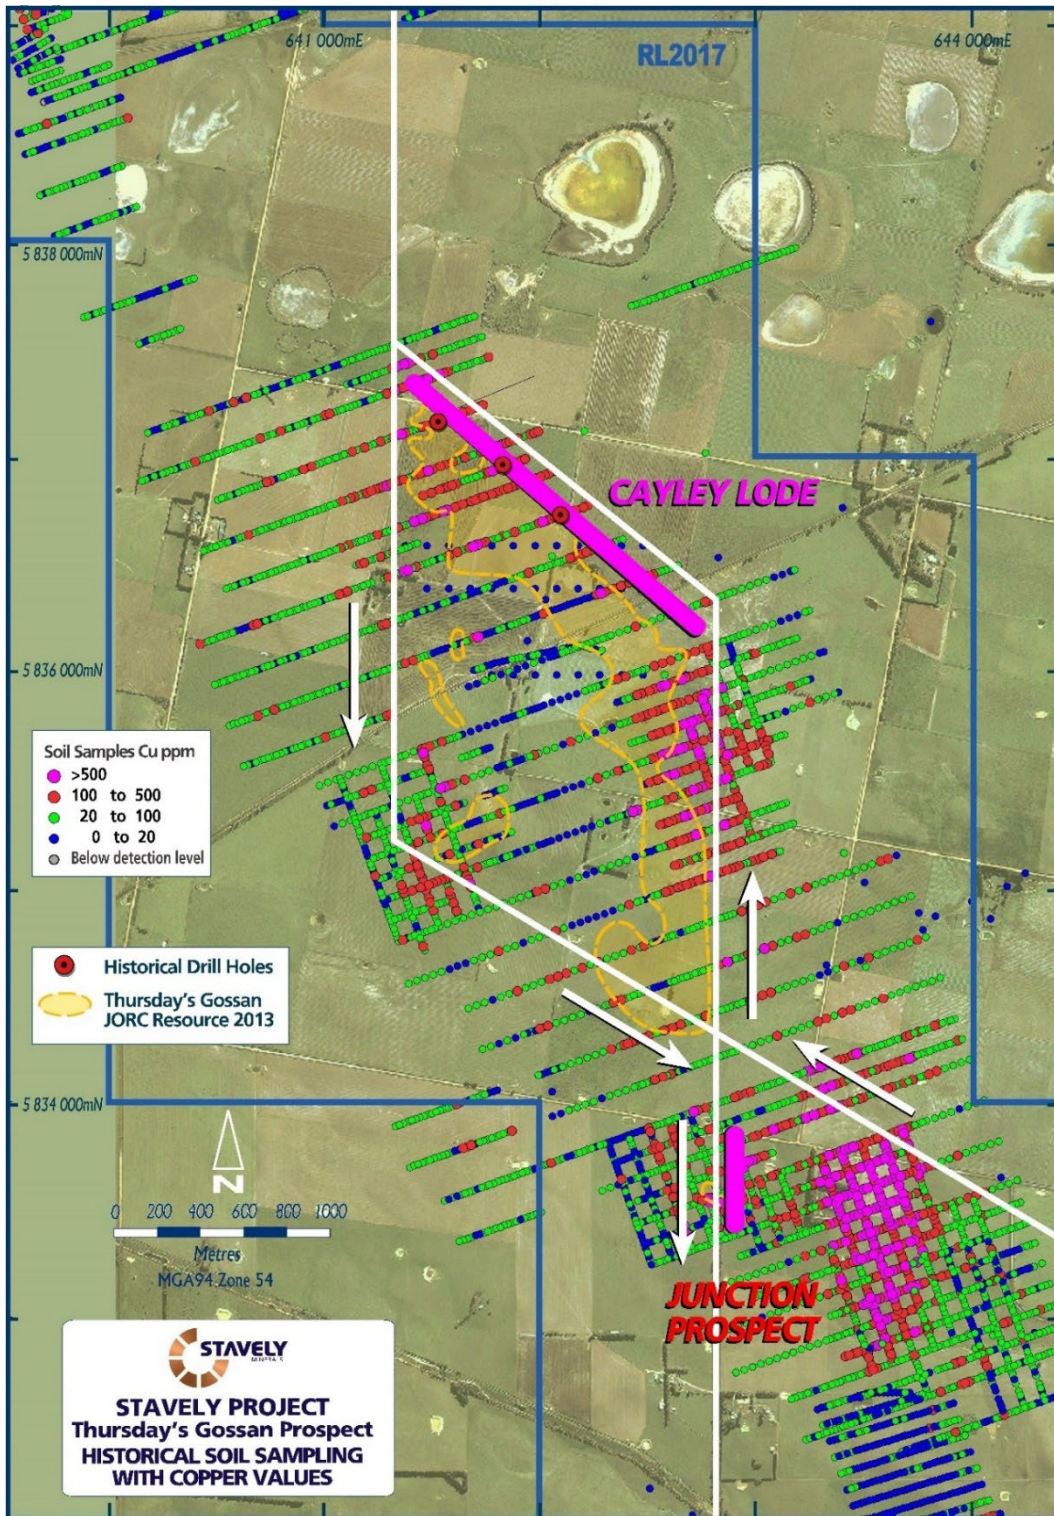 641 000mE
644 000mE
RL2017
5 838 000mN
CAYLEY LODE
5 836 000mN
Soil Samples Cu ppm
>500
100 to 500
20 to 100
0 to 20
Below detection level
Historical Drill Holes
Thursday's Gossan
JORC Resource 2013
5 834 000mN
N
0 200 400 600 800 1000
Metres
MGA94 Zone 54
JUNCTION
PROSPECT
STAVELY
MINERALS
STAVELY PROJECT
Thursday's Gossan Prospect
HISTORICAL SOIL SAMPLING
WITH COPPER VALUES